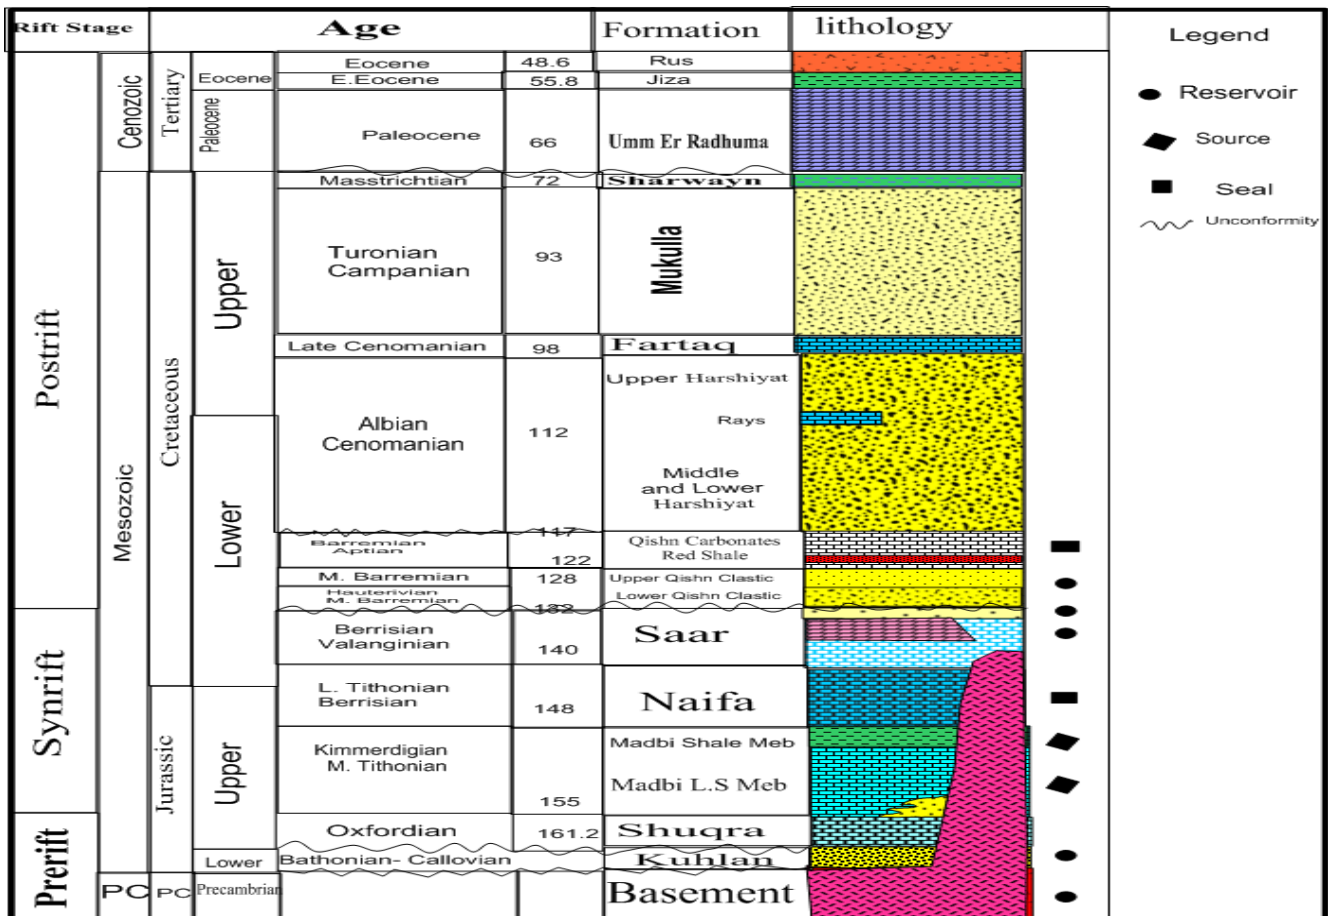 Rift Stage Age Formation lithology Legend
Eocene 48.6 Rus
Eocene E.Eocene 55.8 Jiza
Reservoir
Cenozoic Tertiary Paleocene Paleocene 66 Umm Er Radhuma
Source
Masstrichtian 72 Sharwayn
Seal
Unconformity
Postrift
Mesozoic
Cretaceous
Upper
Turonian
Campanian
93
Mukulla
Late Cenomanian 98 Fartaq
Upper Harshiyat
Rays
Albian
Cenomanian
112
Middle
and Lower
Harshiyat
Lower
117
Barremian
Aptian
122
Qishn Carbonates
Red Shale
M. Barremian 128 Upper Qishn Clastic
Hauterivian
M. Barremian
132
Lower Qishn Clastic
Synrift
Berrisian
Valanginian
140
Saar
L. Tithonian
Berrisian
148
Naifa
Jurassic
Upper
Kimmerdigian
M. Tithonian
155
Madbi Shale Meb
Madbi L.S Meb
Prerift
Oxfordian 161.2 Shuqra
Lower Bathonian- Callovian Kuhlan
PC PC Precambrian Basement